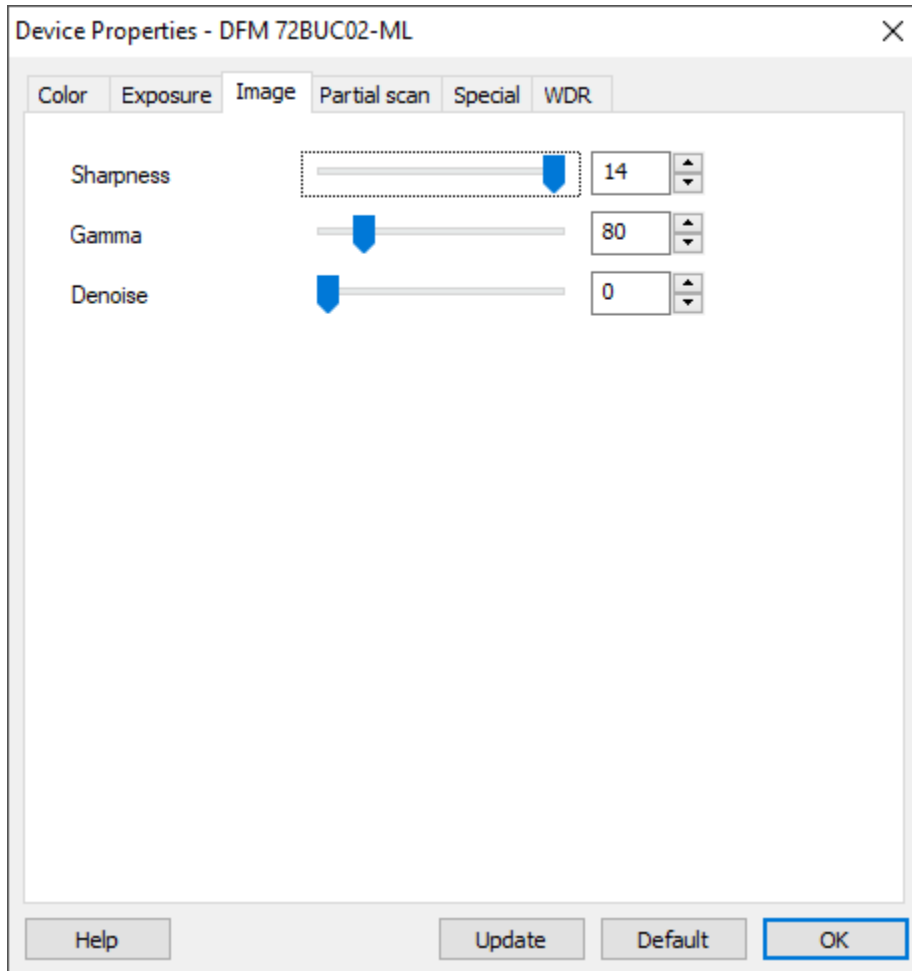 Device Properties - DFM 72BUC02-ML
Color Exposure Image Partial scan Special WDR
Sharpness 14
Gamma 80
Denoise 0
Help Update Default OK